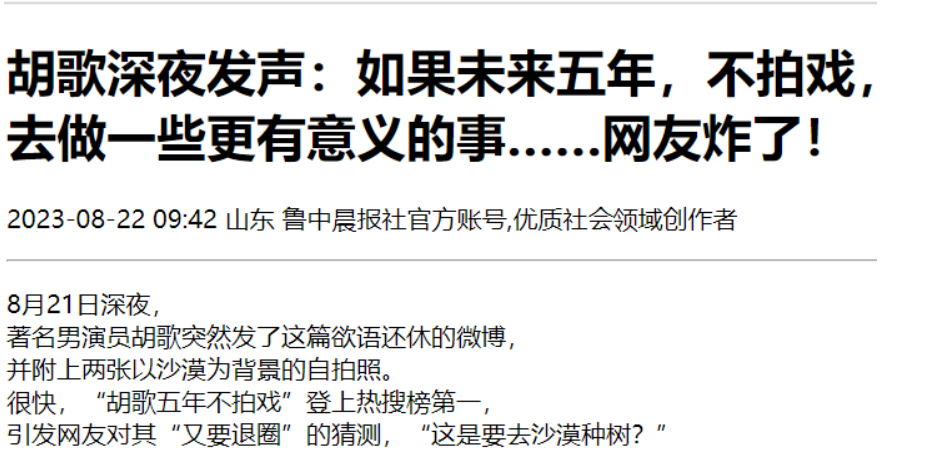 胡歌深夜发声：如果未来五年，不拍戏，
去做一些更有意义的事……网友炸了！
2023-08-22 09:42 山东 鲁中晨报社官方账号,优质社会领域创作者
8月21日深夜，
著名男演员胡歌突然发了这篇欲语还休的微博，
并附上两张以沙漠为背景的自拍照。
很快，“胡歌五年不拍戏”登上热搜榜第一，
引发网友对其“又要退圈”的猜测，“这是要去沙漠种树？”